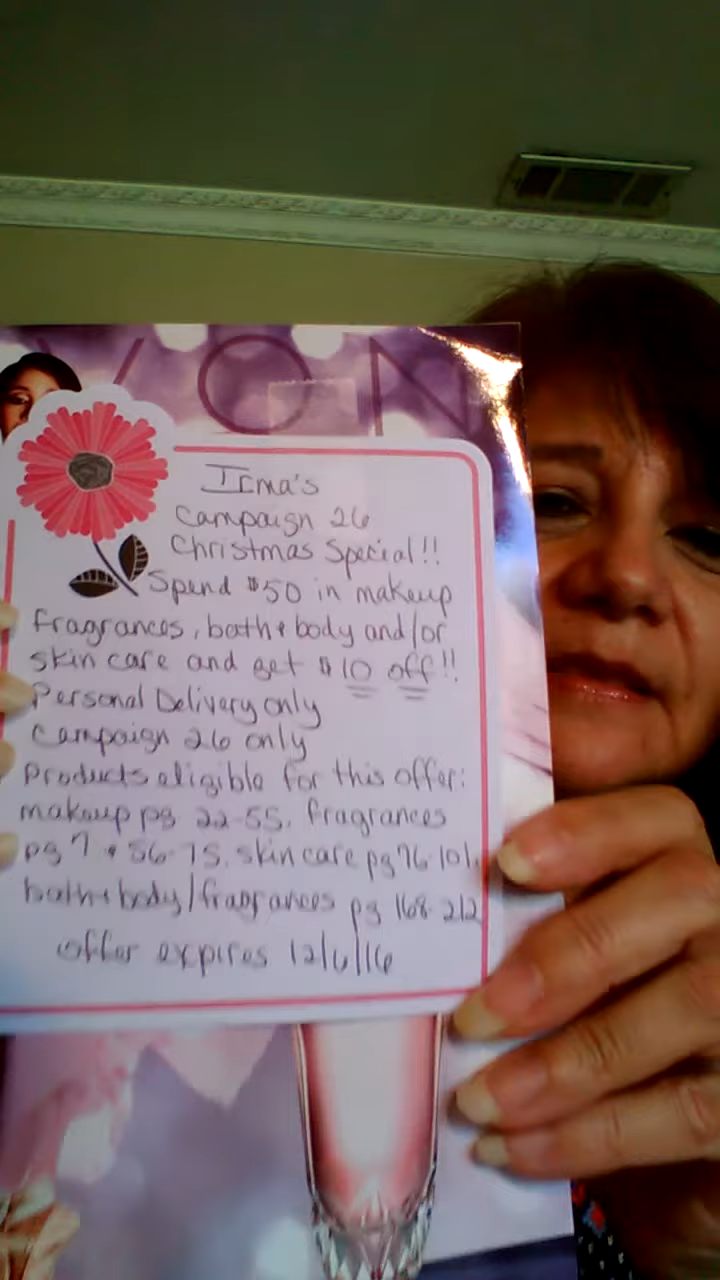 VON
Irma's
Campaign 26
Christmas Special!!
Spend $50 in makeup
fragrances, bath + body and/or
skin care and get $10 off!!
Personal Delivery only
Campaign 26 only
Products eligible for this offer:
makeup pg 22-55, fragrances
pg 7 + 56-75, skin care pg 76-101,
bath + body/fragrances pg 168-212
offer expires 12/6/16